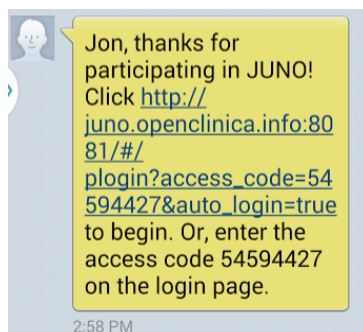 Jon, thanks for
participating in JUNO!
Click http://
juno.openclinica.info:80
81/#/
plogin?access_code=54
594427&auto_login=true
to begin. Or, enter the
access code 54594427
on the login page.
2:58 PM